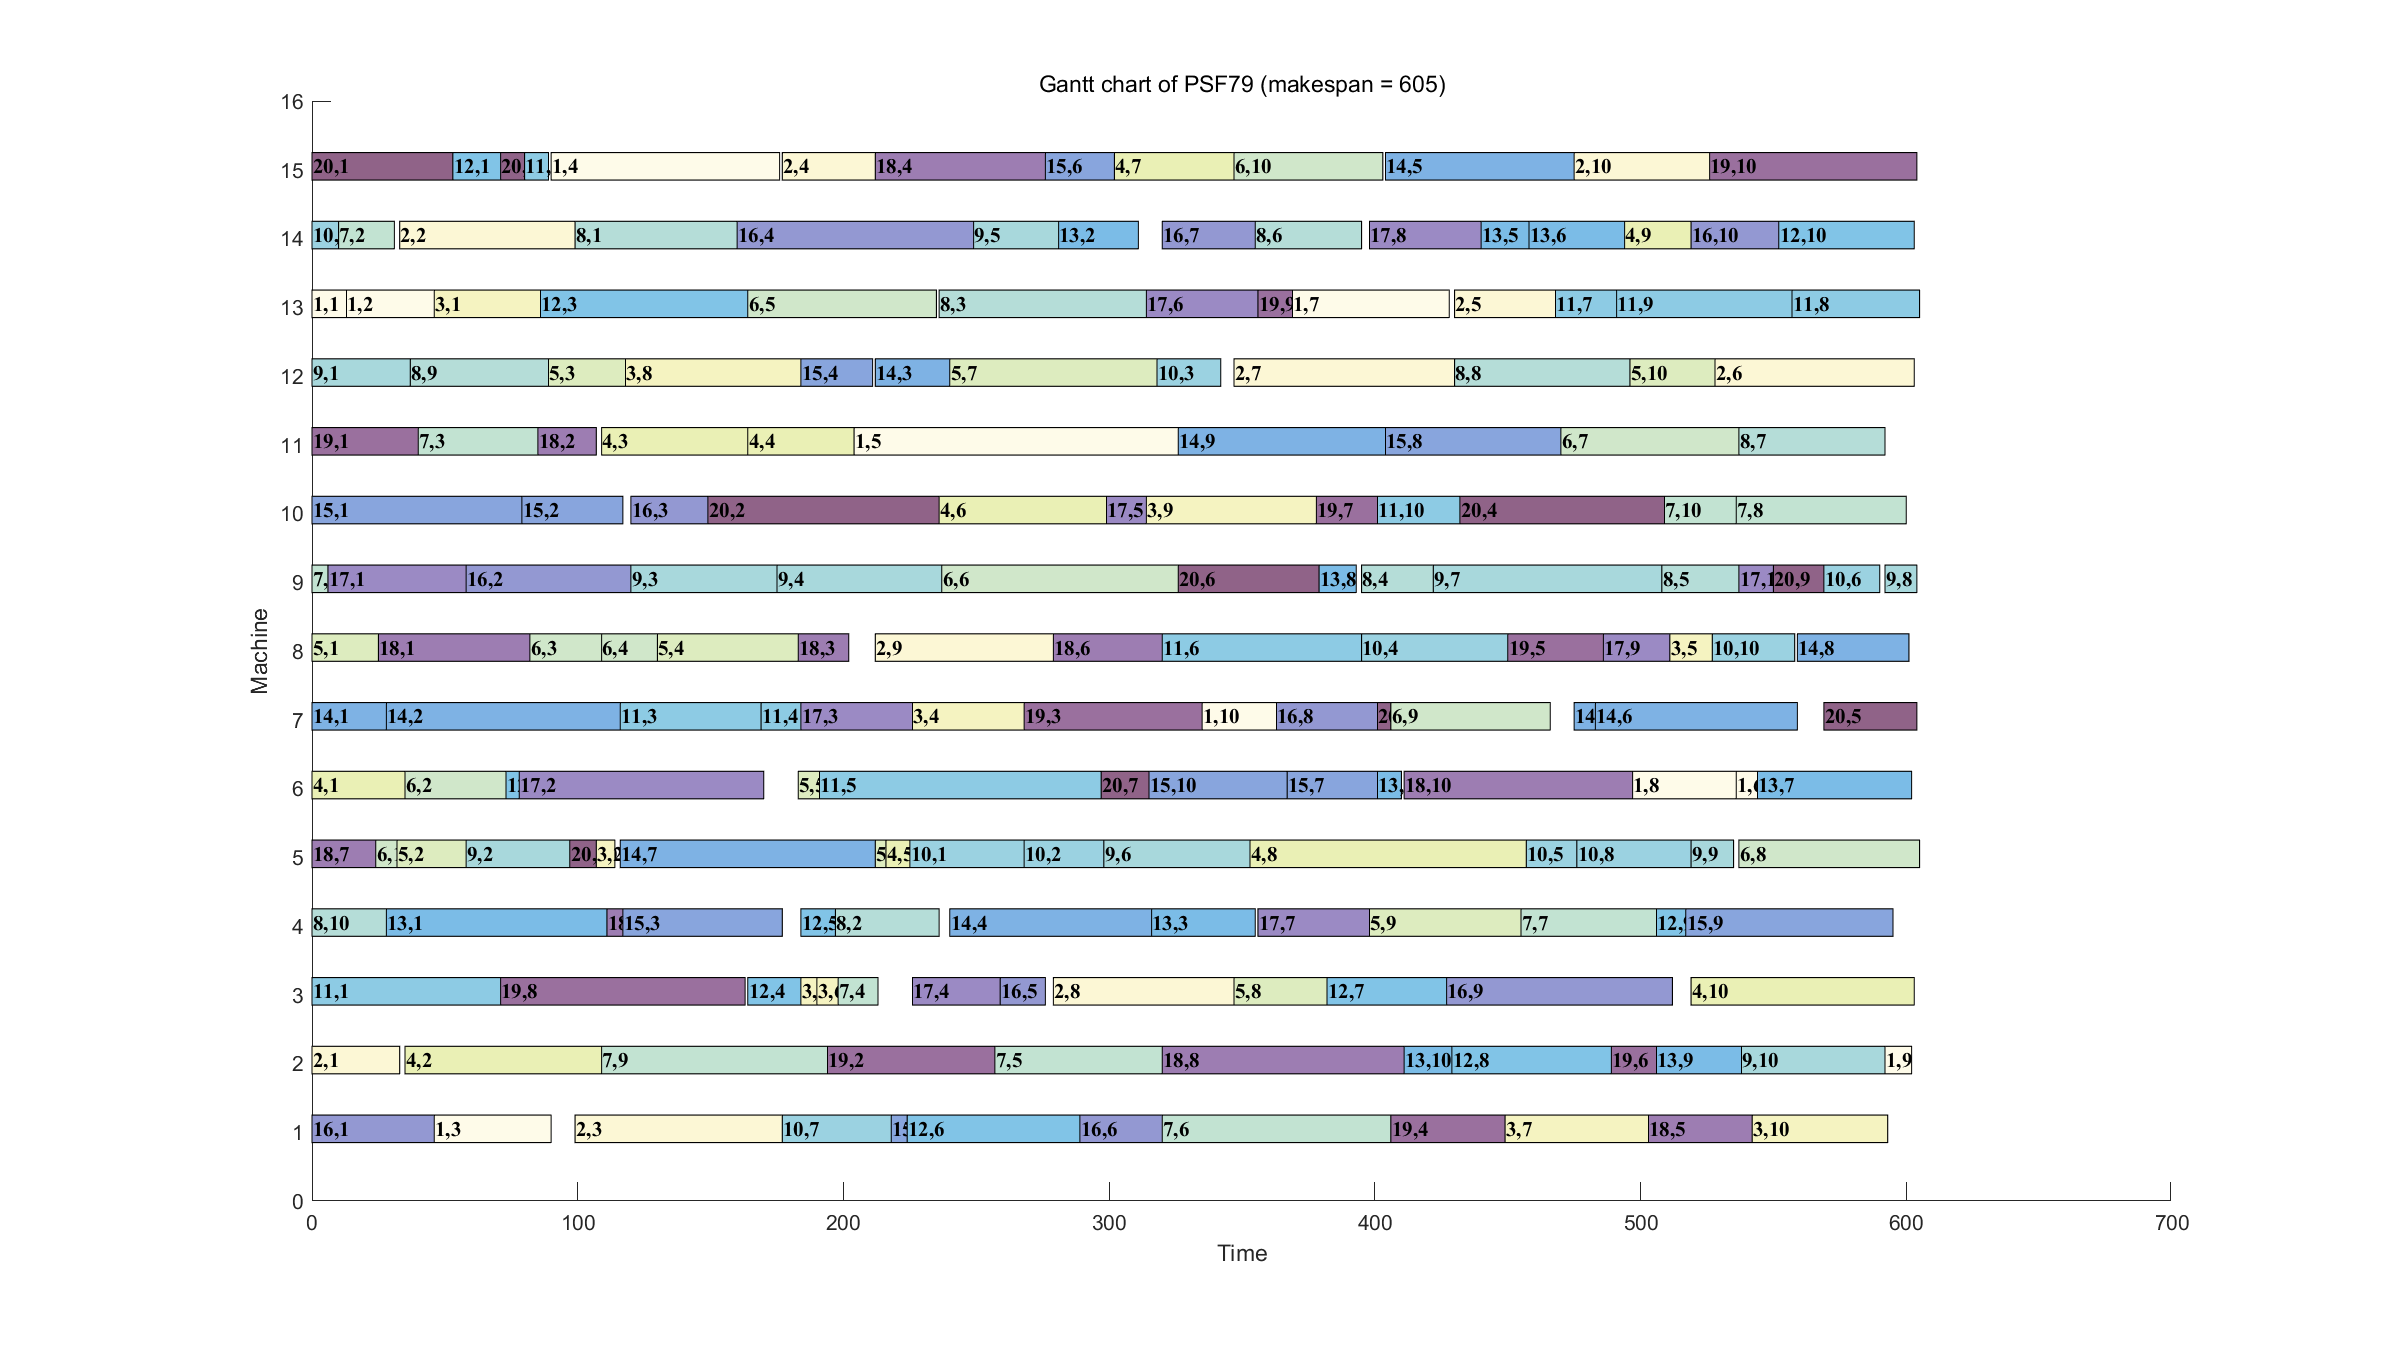 Gantt chart of PSF79 (makespan = 605)
16
15 20,1 12,1 1,4 2,4 18,4 15,6 4,7 6,10 14,5 2,10 19,10
14 7,2 2,2 8,1 16,4 9,5 13,2 16,7 8,6 17,8 13,5 13,6 4,9 16,10 12,10
13 1,1 1,2 3,1 12,3 6,5 8,3 17,6 19,9 1,7 2,5 11,7 11,9 11,8
12 9,1 8,9 5,3 3,8 15,4 14,3 5,7 10,3 2,7 8,8 5,10 2,6
11 19,1 7,3 18,2 4,3 4,4 1,5 14,9 15,8 6,7 8,7
10 15,1 15,2 16,3 20,2 4,6 17,5 3,9 19,7 11,10 20,4 7,10 7,8
9 17,1 16,2 9,3 9,4 6,6 20,6 13,8 8,4 9,7 8,5 20,9 10,6 9,8
8 5,1 18,1 6,3 6,4 5,4 18,3 2,9 18,6 11,6 10,4 19,5 17,9 3,5 10,10 14,8
7 14,1 14,2 11,3 11,4 17,3 3,4 19,3 1,10 16,8 6,9 14,6 20,5
6 4,1 6,2 17,2 11,5 20,7 15,10 15,7 18,10 1,8 13,7
5 18,7 5,2 9,2 14,7 4,5 10,1 10,2 9,6 4,8 10,5 10,8 9,9 6,8
4 8,10 13,1 15,3 12,5 8,2 14,4 13,3 17,7 5,9 7,7 15,9
3 11,1 19,8 12,4 7,4 17,4 16,5 2,8 5,8 12,7 16,9 4,10
2 2,1 4,2 7,9 19,2 7,5 18,8 13,10 12,8 19,6 13,9 9,10 1,9
1 16,1 1,3 2,3 10,7 12,6 16,6 7,6 19,4 3,7 18,5 3,10
0
0 100 200 300 400 500 600 700
Time
Machine